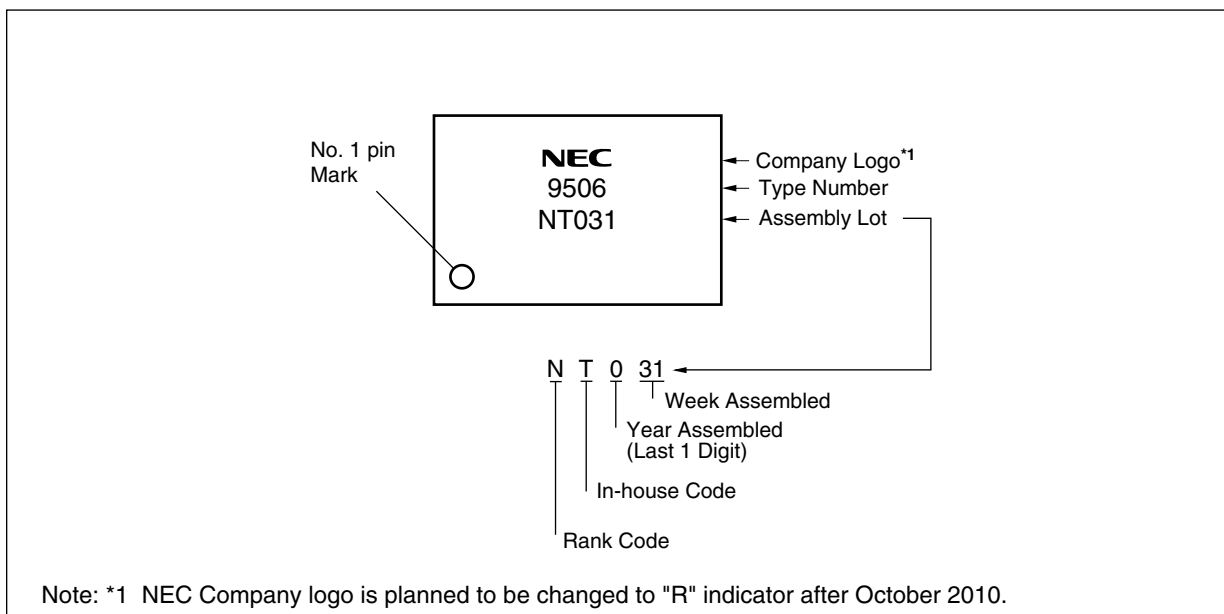 No. 1 pin
Mark
NEC
9506
NT031
Company Logo*1
Type Number
Assembly Lot
N T 0 31
Week Assembled
Year Assembled
(Last 1 Digit)
In-house Code
Rank Code
Note: *1 NEC Company logo is planned to be changed to "R" indicator after October 2010.